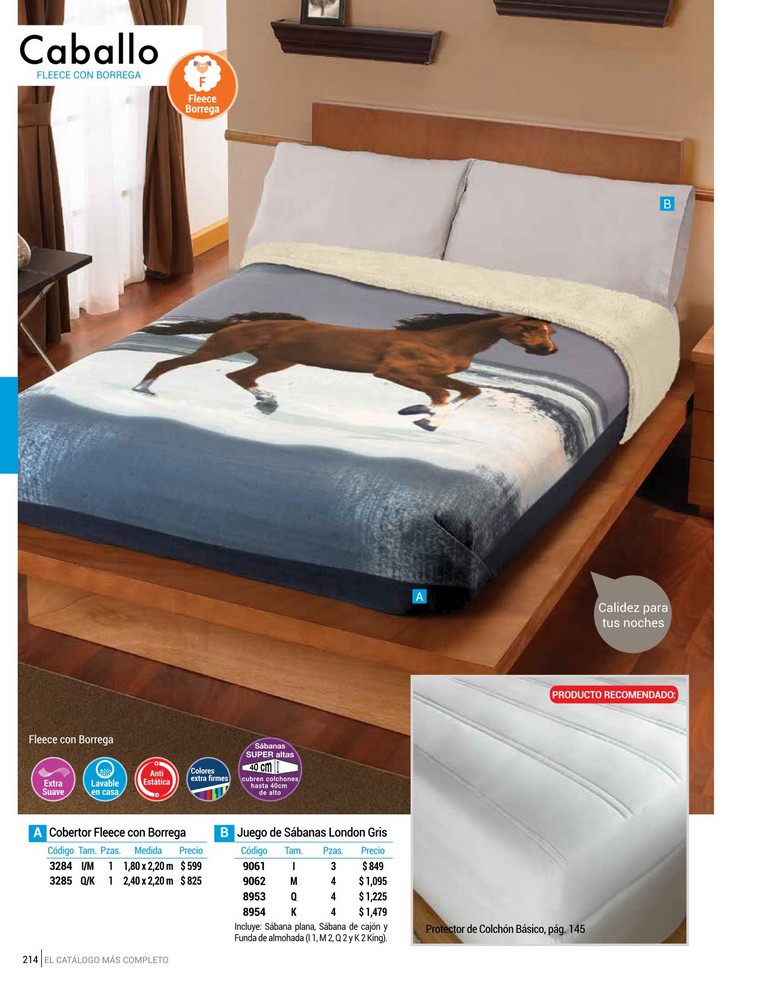 Caballo
FLEECE CON BORREGA
F
Fleece
Borrega
B
A
Calidez para
tus noches
PRODUCTO RECOMENDADO:
Fleece con Borrega
Extra
Suave
Lavable
en casa
Anti
Estática
Colores
extra firmes
Sábanas
SUPER altas
40 cm
cubren colchones
hasta 40cm
de alto
A Cobertor Fleece con Borrega
Código Tam. Pzas. Medida Precio
3284 I/M 1 1,80 x 2,20 m $ 599
3285 Q/K 1 2,40 x 2,20 m $ 825
B Juego de Sábanas London Gris
Código Tam. Pzas. Precio
9061 I 3 $ 849
9062 M 4 $ 1,095
8953 Q 4 $ 1,225
8954 K 4 $ 1,479
Incluye: Sábana plana, Sábana de cajón y
Funda de almohada (I 1, M 2, Q 2 y K 2 King).
Protector de Colchón Básico, pág. 145
214 EL CATÁLOGO MÁS COMPLETO